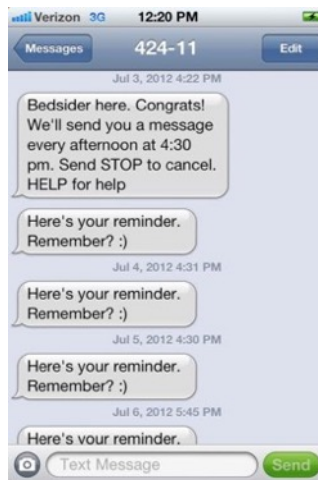 Verizon 3G 12:20 PM
Messages 424-11 Edit
Jul 3, 2012 4:22 PM
Bedsider here. Congrats!
We'll send you a message
every afternoon at 4:30
pm. Send STOP to cancel.
HELP for help
Here's your reminder.
Remember? :)
Jul 4, 2012 4:31 PM
Here's your reminder.
Remember? :)
Jul 5, 2012 4:30 PM
Here's your reminder.
Remember? :)
Jul 6, 2012 5:45 PM
Here's your reminder.
Text Message Send